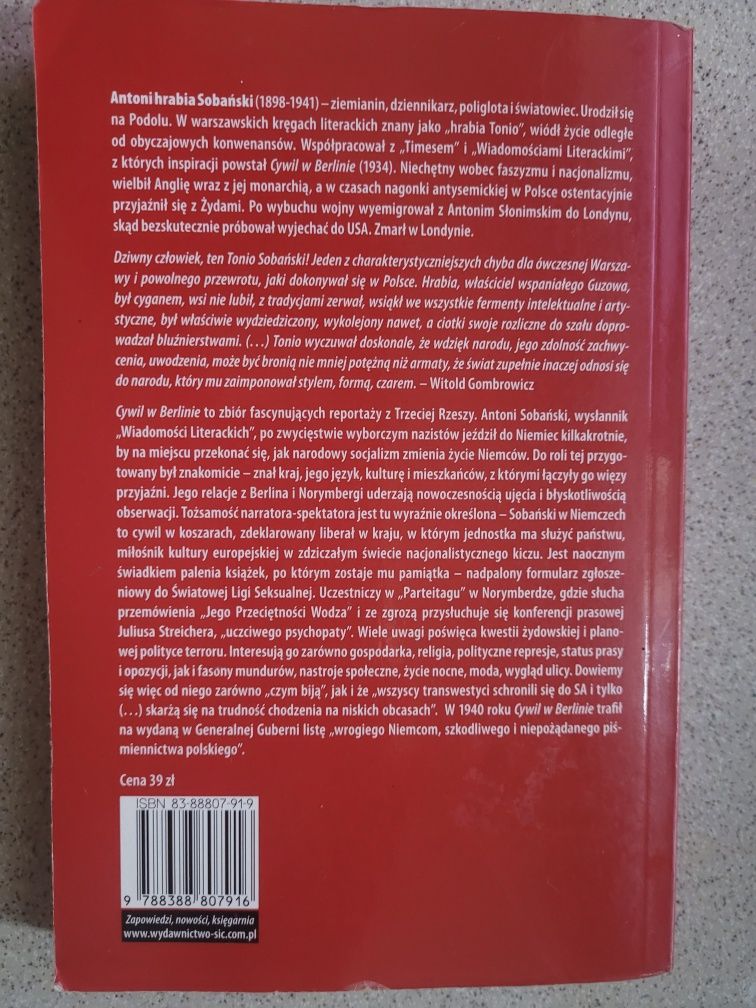 Antoni hrabia Sobański (1898-1941) – ziemianin, dziennikarz, poliglota i światowiec. Urodził się
na Podolu. W warszawskich kręgach literackich znany jako „hrabia Tonio”, wiódł życie odległe
od obyczajowych konwenansów. Współpracował z „Timesem” i „Wiadomościami Literackimi”,
z których inspiracji powstał Cywil w Berlinie (1934). Niechętny wobec faszyzmu i nacjonalizmu,
wielbił Anglię wraz z jej monarchią, a w czasach nagonki antysemickiej w Polsce ostentacyjnie
przyjaźnił się z Żydami. Po wybuchu wojny wyemigrował z Antonim Słonimskim do Londynu,
skąd bezskutecznie próbował wyjechać do USA. Zmarł w Londynie.
Dziwny człowiek, ten Tonio Sobański! Jeden z charakterystyczniejszych chyba dla ówczesnej Warsza-
wy i powolnego przewrotu, jaki dokonywał się w Polsce. Hrabia, właściciel wspaniałego Guzowa,
był cyganem, wsi nie lubił, z tradycjami zerwał, wsiąkł we wszystkie fermenty intelektualne i arty-
styczne, był właściwie wydziedziczony, wykolejony nawet, a ciotki swoje rozliczne do szału dopro-
wadzał bluźnierstwami. (...) Tonio wyczuwał doskonale, że wdzięk narodu, jego zdolność zachwy-
cenia, uwodzenia, może być bronią nie mniej potężną niż armaty, że świat zupełnie inaczej odnosi się
do narodu, który mu zaimponował stylem, formą, czarem. – Witold Gombrowicz
Cywil w Berlinie to zbiór fascynujących reportaży z Trzeciej Rzeszy. Antoni Sobański, wysłannik
„Wiadomości Literackich”, po zwycięstwie wyborczym nazistów jeździł do Niemiec kilkakrotnie,
by na miejscu przekonać się, jak narodowy socjalizm zmienia życie Niemców. Do roli tej przygo-
towany był znakomicie – znał kraj, jego język, kulturę i mieszkańców, z którymi łączyły go więzy
przyjaźni. Jego relacje z Berlina i Norymbergi uderzają nowoczesnością ujęcia i błyskotliwością
obserwacji. Tożsamość narratora-spektatora jest tu wyraźnie określona – Sobański w Niemczech
to cywil w koszarach, zdeklarowany liberał w kraju, w którym jednostka ma służyć państwu,
miłośnik kultury europejskiej w zdziczałym świecie nacjonalistycznego kiczu. Jest naocznym
świadkiem palenia książek, po którym zostaje mu pamiątka – nadpalony formularz zgłosze-
niowy do Światowej Ligi Seksualnej. Uczestniczy w „Parteitagu” w Norymberdze, gdzie słucha
przemówienia „Jego Przeciętności Wodza” i ze zgrozą przysłuchuje się konferencji prasowej
Juliusa Streichera, „uczciwego psychopaty”. Wiele uwagi poświęca kwestii żydowskiej i plano-
wej polityce terroru. Interesują go zarówno gospodarka, religia, polityczne represje, status prasy
i opozycji, jak i fasony mundurów, nastroje społeczne, życie nocne, moda, wygląd ulicy. Dowiemy
się więc od niego zarówno „czym biją”, jak i że „wszyscy transwestyci schronili się do SA i tylko
(...) skarżą się na trudność chodzenia na niskich obcasach”. W 1940 roku Cywil w Berlinie trafił
na wydaną w Generalnej Guberni listę „wrogiego Niemcom, szkodliwego i niepożądanego piś-
miennictwa polskiego”.
Cena 39 zł
ISBN 83-88807-91-9
9 788388 807916
Zapowiedzi, nowości, księgarnia
www.wydawnictwo-sic.com.pl